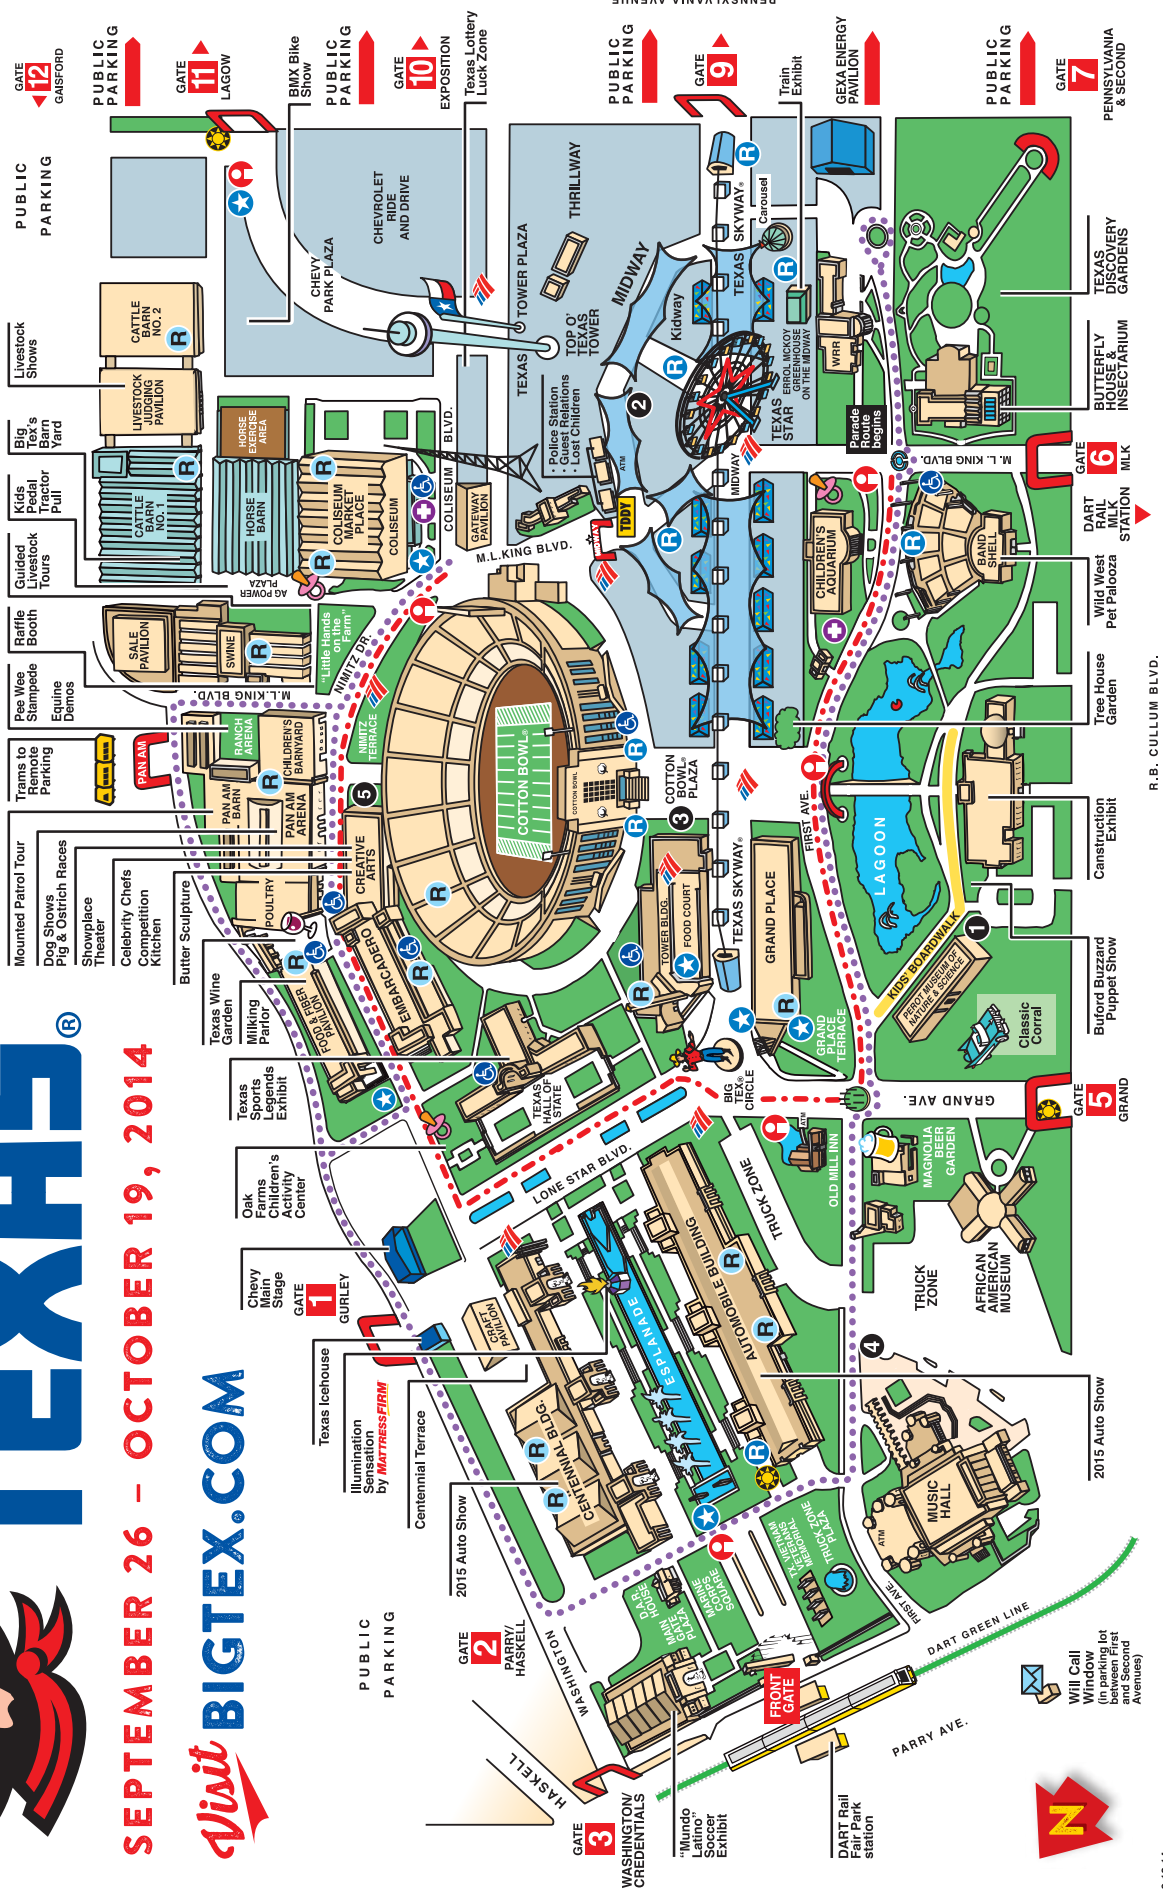 TEXAS
®
SEPTEMBER 26 – OCTOBER 19, 2014
Visit BIGTEX.COM
Mounted Patrol Tour
Dog Shows
Pig & Ostrich Races
Showplace
Theater
Celebrity Chefs
Competition
Kitchen
Butter Sculpture
Texas Wine
Garden
Milking
Parlor
Texas
Sports
Legends
Exhibit
Oak
Farms
Children's
Activity
Center
Chevy
Main
Stage
GATE
1
GURLEY
Texas Icehouse
Illumination
Sensation
by MATTRESSFIRM
Centennial Terrace
2015 Auto Show
PUBLIC
PARKING
GATE
2
PARRY/
HASKELL
GATE
3
WASHINGTON/
CREDENTIALS
"Mundo
Latino"
Soccer
Exhibit
DART Rail
Fair Park
station
Trams to
Remote
Parking
Pee Wee
Stampede
Equine
Demos
Raffle
Booth
Guided
Livestock
Tours
Kids
Pedal
Tractor
Pull
Big
Tex's
Barn
Yard
Livestock
Shows
PUBLIC
PARKING
GATE
12
GAISFORD
PUBLIC
PARKING
GATE
11
LAGOW
BMX Bike
Show
PUBLIC
PARKING
GATE
10
EXPOSITION
Texas Lottery
Luck Zone
PUBLIC
PARKING
GATE
9
PENNSYLVANIA AVENUE
Train
Exhibit
GEXA ENERGY
PAVILION
PUBLIC
PARKING
GATE
7
PENNSYLVANIA
& SECOND
PAN AM
M.L.KING BLVD.
SALE
PAVILION
SWINE
R
"Little Hands
on the
Farm"
NIMITZ DR.
NIMITZ
TERRACE
RANCH
ARENA
CHILDREN'S
BARNYARD
PAN AM
BARN
PAN AM
ARENA
R
POULTRY
CREATIVE
ARTS
5
FOOD & FIBER
PAVILION
R
EMBARCADERO
R
CATTLE
BARN
NO. 1
R
LIVESTOCK
JUDGING
PAVILION
CATTLE
BARN
NO. 2
R
HORSE
BARN
HORSE
EXERCISE
AREA
AG POWER
PLAZA
COLISEUM
MARKET
PLACE
R
R
COLISEUM
COLISEUM BLVD.
GATEWAY
PAVILION
M.L.KING BLVD.
CHEVY
PARK PLAZA
CHEVROLET
RIDE
AND DRIVE
TEXAS TOWER PLAZA
TOP O'
TEXAS
TOWER
THRILLWAY
• Police Station
• Guest Relations
• Lost Children
ATM
MIDWAY
TDDY
2
MIDWAY
Kidway
R
R
TEXAS SKYWAY®
R
Carousel
R
TEXAS
STAR
ERROL MCKOY
GREENHOUSE
ON THE MIDWAY
WRR
MIDWAY
Parade
Route
begins
M. L. KING BLVD.
GATE
6
MLK
DART
RAIL
MLK
STATION
TEXAS
DISCOVERY
GARDENS
BUTTERFLY
HOUSE &
INSECTARIUM
Wild West
Pet Palooza
BAND
SHELL
R
CHILDREN'S
AQUARIUM
Tree House
Garden
R.B. CULLUM BLVD.
Canstruction
Exhibit
Buford Buzzard
Puppet Show
LAGOON
KIDS' BOARDWALK
1
PEROT MUSEUM OF
NATURE & SCIENCE
Classic
Corral
FIRST AVE.
COTTON BOWL®
COTTON BOWL
R
R
R
COTTON
BOWL®
PLAZA
3
TOWER BLDG.
FOOD COURT
R
TEXAS SKYWAY®
GRAND PLACE
R
GRAND
PLACE
TERRACE
BIG
TEX®
CIRCLE
TEXAS
HALL OF
STATE
LONE STAR BLVD.
GRAND AVE.
GATE
5
GRAND
TRUCK ZONE
ATM
OLD MILL INN
MAGNOLIA
BEER
GARDEN
TRUCK
ZONE
AFRICAN
AMERICAN
MUSEUM
CRAFT
PAVILION
CENTENNIAL BLDG.
R
R
ESPLANADE
AUTOMOBILE BUILDING
R
R
R
4
2015 Auto Show
MUSIC
HALL
ATM
TX. VIETNAM
VETERANS
MEMORIAL
TRUCK ZONE
PLAZA
FIRST AVE.
D.A.R.
HOUSE
MAIN
GATE
PLAZA
MARINE
CORPS
SQUARE
WASHINGTON
HASKELL
FRONT
GATE
DART GREEN LINE
PARRY AVE.
Will Call
Window
(in parking lot
between First
and Second
Avenues)
N